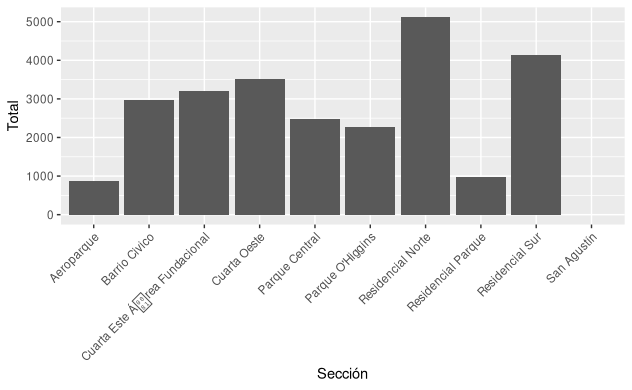 5000
4000
3000
2000
1000
0
Total
Aeroparque
Barrio Cívico
Cuarta Este Área Fundacional
Cuarta Oeste
Parque Central
Parque O'Higgins
Residencial Norte
Residencial Parque
Residencial Sur
San Agustín
Sección